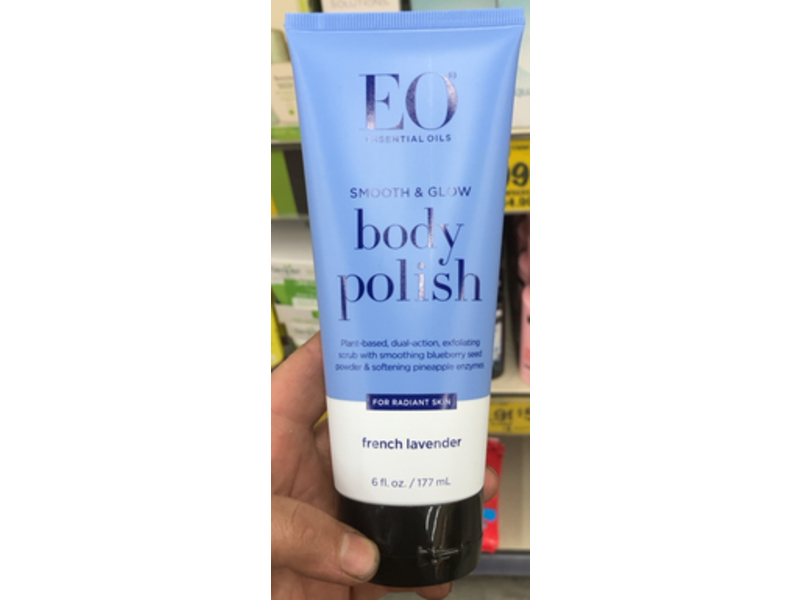 SOLUTIONS
EO®
ESSENTIAL OILS
SMOOTH & GLOW
body
polish
Plant-based, dual-action, exfoliating
scrub with smoothing blueberry seed
powder & softening pineapple enzymes
FOR RADIANT SKIN
french lavender
6 fl. oz. / 177 mL